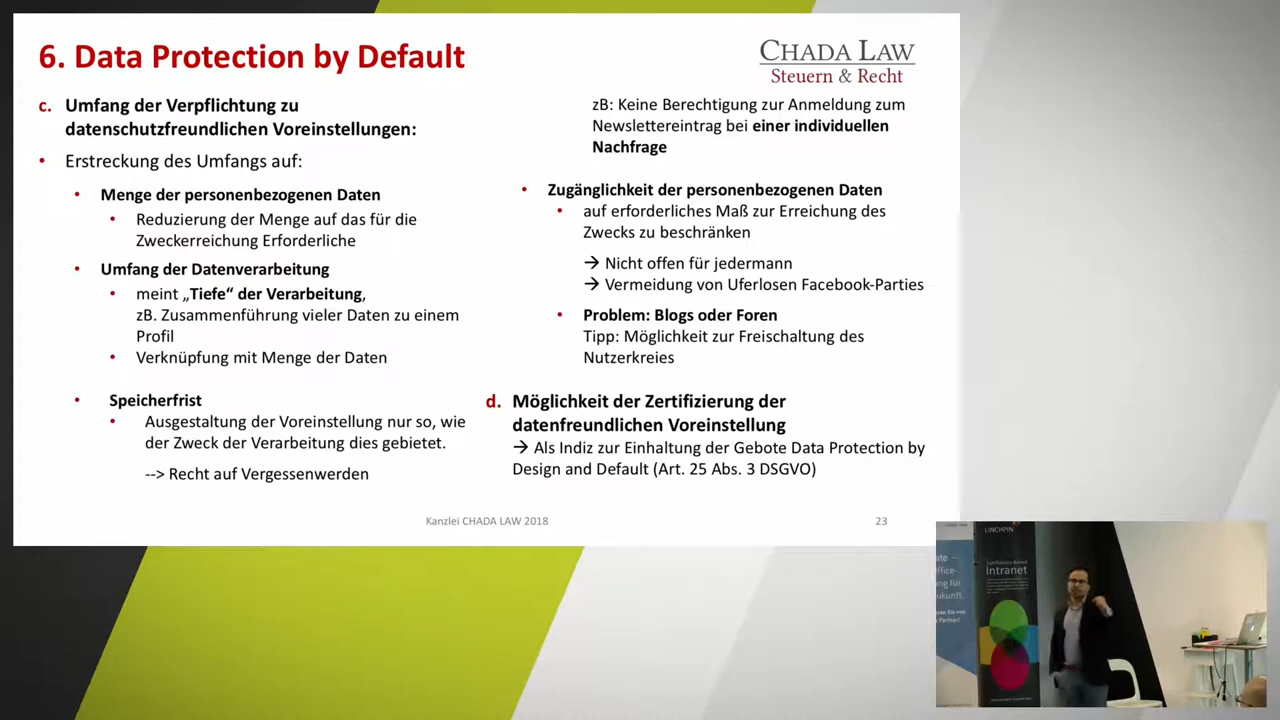 6. Data Protection by Default
CHADA LAW
Steuern & Recht
c. Umfang der Verpflichtung zu
datenschutzfreundlichen Voreinstellungen:
• Erstreckung des Umfangs auf:
• Menge der personenbezogenen Daten
• Reduzierung der Menge auf das für die
Zweckerreichung Erforderliche
• Umfang der Datenverarbeitung
• meint „Tiefe“ der Verarbeitung,
zB. Zusammenführung vieler Daten zu einem
Profil
• Verknüpfung mit Menge der Daten
• Speicherfrist
• Ausgestaltung der Voreinstellung nur so, wie
der Zweck der Verarbeitung dies gebietet.
--> Recht auf Vergessenwerden
zB: Keine Berechtigung zur Anmeldung zum
Newslettereintrag bei einer individuellen
Nachfrage
• Zugänglichkeit der personenbezogenen Daten
• auf erforderliches Maß zur Erreichung des
Zwecks zu beschränken
→ Nicht offen für jedermann
→ Vermeidung von Uferlosen Facebook-Parties
• Problem: Blogs oder Foren
Tipp: Möglichkeit zur Freischaltung des
Nutzerkreies
d. Möglichkeit der Zertifizierung der
datenfreundlichen Voreinstellung
→ Als Indiz zur Einhaltung der Gebote Data Protection by
Design and Default (Art. 25 Abs. 3 DSGVO)
Kanzlei CHADA LAW 2018
23
LINCHPIN
Intranet